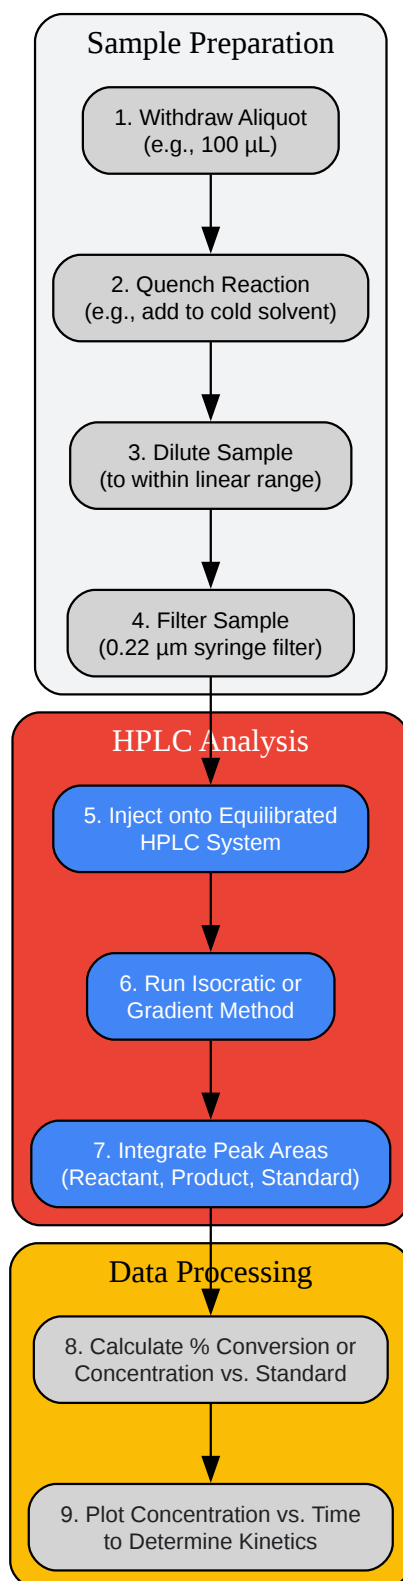 Sample Preparation
1. Withdraw Aliquot
(e.g., 100 µL)
2. Quench Reaction
(e.g., add to cold solvent)
3. Dilute Sample
(to within linear range)
4. Filter Sample
(0.22 µm syringe filter)
HPLC Analysis
5. Inject onto Equilibrated
HPLC System
6. Run Isocratic or
Gradient Method
7. Integrate Peak Areas
(Reactant, Product, Standard)
Data Processing
8. Calculate % Conversion or
Concentration vs. Standard
9. Plot Concentration vs. Time
to Determine Kinetics